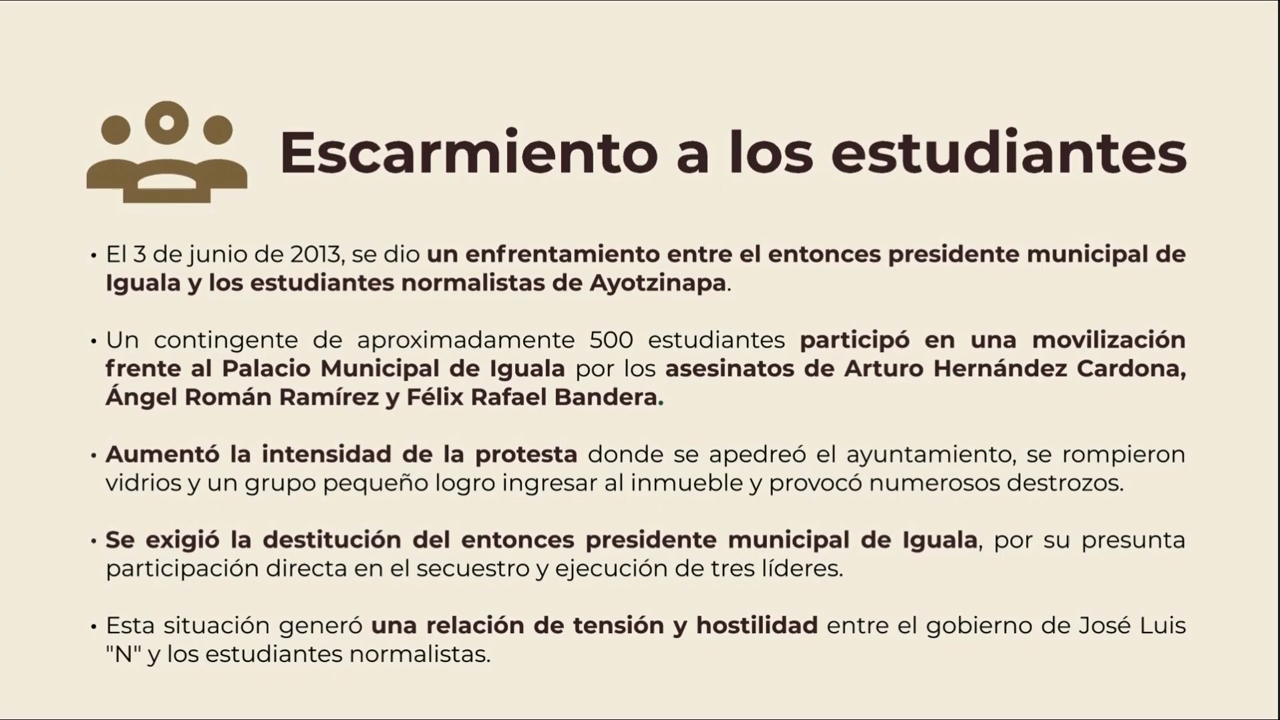 Escarmiento a los estudiantes
• El 3 de junio de 2013, se dio un enfrentamiento entre el entonces presidente municipal de
Iguala y los estudiantes normalistas de Ayotzinapa.
• Un contingente de aproximadamente 500 estudiantes participó en una movilización
frente al Palacio Municipal de Iguala por los asesinatos de Arturo Hernández Cardona,
Ángel Román Ramírez y Félix Rafael Bandera.
• Aumentó la intensidad de la protesta donde se apedreó el ayuntamiento, se rompieron
vidrios y un grupo pequeño logro ingresar al inmueble y provocó numerosos destrozos.
• Se exigió la destitución del entonces presidente municipal de Iguala, por su presunta
participación directa en el secuestro y ejecución de tres líderes.
• Esta situación generó una relación de tensión y hostilidad entre el gobierno de José Luis
"N" y los estudiantes normalistas.